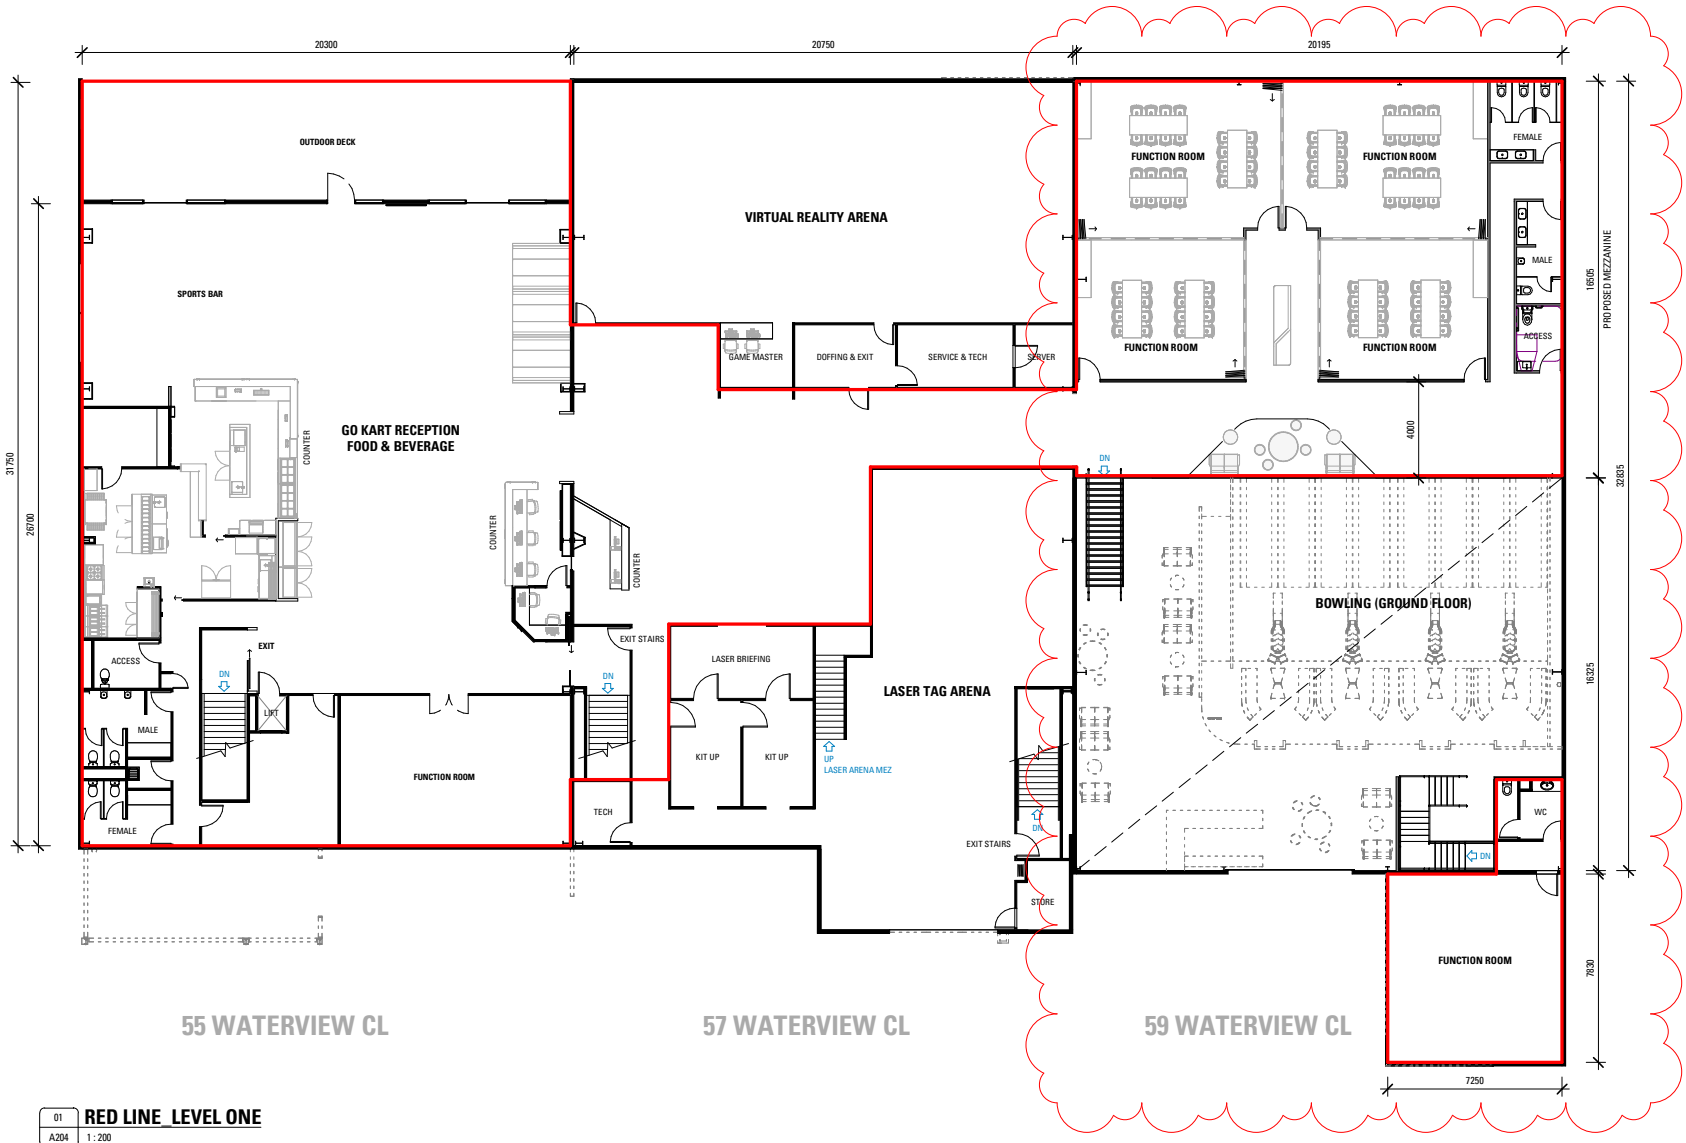 20300
20750
20195
OUTDOOR DECK
FUNCTION ROOM
FUNCTION ROOM
FEMALE
VIRTUAL REALITY ARENA
MALE
SPORTS BAR
31750
26700
16505
PROPOSED MEZZANINE
32835
GAME MASTER
DOFFING & EXIT
SERVICE & TECH
SERVER
FUNCTION ROOM
FUNCTION ROOM
ACCESS
GO KART RECEPTION
FOOD & BEVERAGE
COUNTER
4000
DN
COUNTER
COUNTER
BOWLING (GROUND FLOOR)
EXIT STAIRS
EXIT
ACCESS
LASER BRIEFING
DN
DN
LASER TAG ARENA
16325
LIFT
MALE
KIT UP
KIT UP
UP
LASER ARENA MEZ
FUNCTION ROOM
TECH
FEMALE
DN
WC
EXIT STAIRS
DN
STORE
FUNCTION ROOM
7830
55 WATERVIEW CL
57 WATERVIEW CL
59 WATERVIEW CL
7250
01
RED LINE_LEVEL ONE
A204
1 : 200